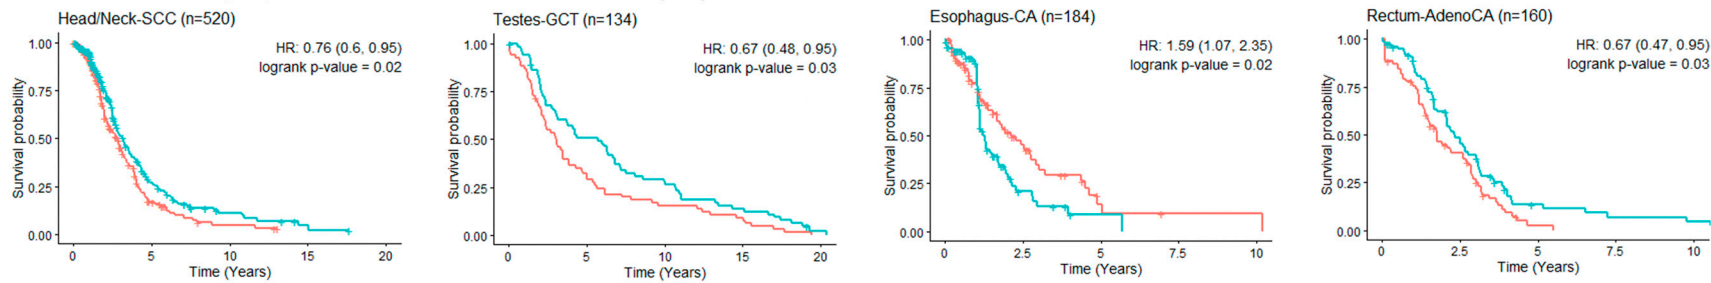 Head/Neck-SCC (n=520)
HR: 0.76 (0.6, 0.95)
logrank p-value = 0.02
Survival probability
1.00
0.75
0.50
0.25
0.00
0
5
10
15
20
Time (Years)
Testes-GCT (n=134)
HR: 0.67 (0.48, 0.95)
logrank p-value = 0.03
Survival probability
1.00
0.75
0.50
0.25
0.00
0
5
10
15
20
Time (Years)
Esophagus-CA (n=184)
HR: 1.59 (1.07, 2.35)
logrank p-value = 0.02
Survival probability
1.00
0.75
0.50
0.25
0.00
0
2.5
5
7.5
10
Time (Years)
Rectum-AdenoCA (n=160)
HR: 0.67 (0.47, 0.95)
logrank p-value = 0.03
Survival probability
1.00
0.75
0.50
0.25
0.00
0
2.5
5
7.5
10
Time (Years)